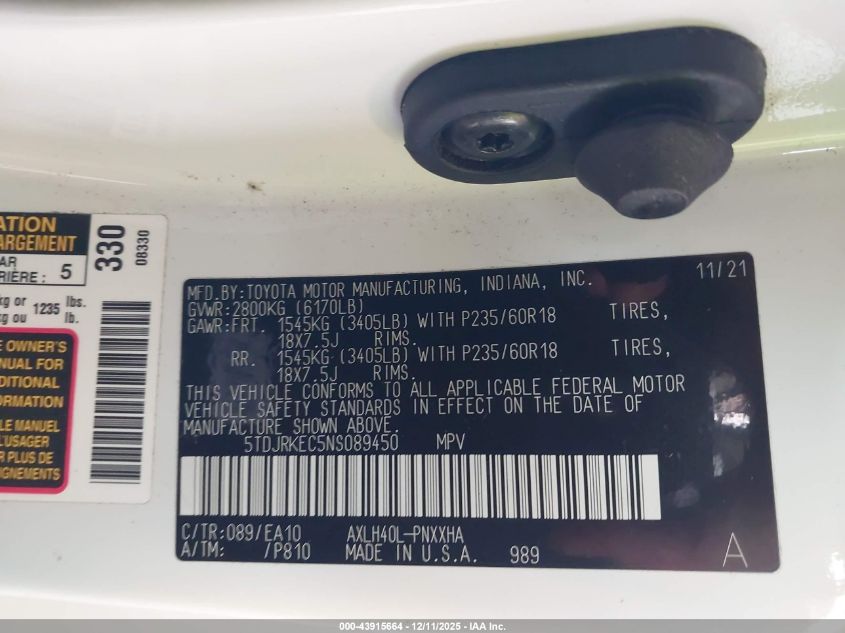 ATION
ARGEMENT
AR
RIÈRE : 5
kg or 1235 lbs.
kg ou lb.
330
08330
E OWNER'S
ANUAL FOR
DDITIONAL
ORMATION
LE MANUEL
L'USAGER
R PLUS DE
IGNEMENTS
MFD.BY:TOYOTA MOTOR MANUFACTURING, INDIANA, INC. 11/21
GVWR:2800KG (6170LB)
GAWR:FRT. 1545KG (3405LB) WITH P235/60R18 TIRES,
18X7.5J RIMS.
RR. 1545KG (3405LB) WITH P235/60R18 TIRES,
18X7.5J RIMS.
THIS VEHICLE CONFORMS TO ALL APPLICABLE FEDERAL MOTOR
VEHICLE SAFETY STANDARDS IN EFFECT ON THE DATE OF
MANUFACTURE SHOWN ABOVE.
5TDJRKEC5NS089450 MPV
C/TR:089/EA10 AXLH40L-PNXXHA
A/TM: /P810 MADE IN U.S.A. 989 A
000-43915664 - 12/11/2025 - IAA Inc.